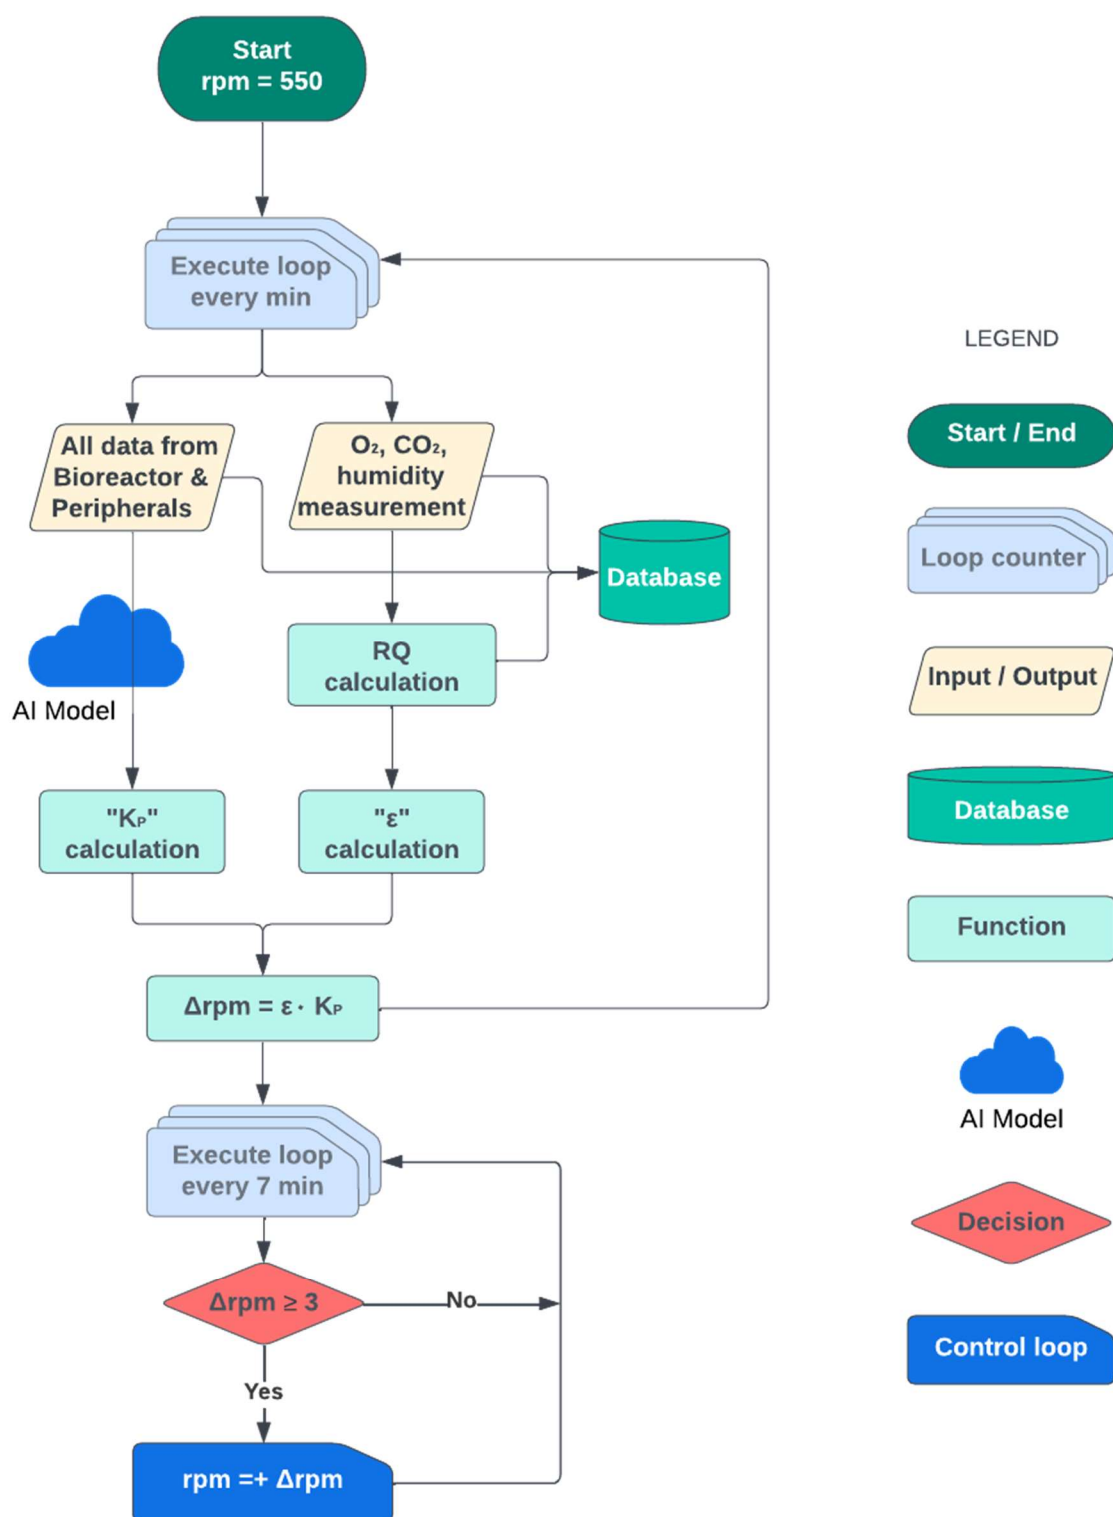 Start
rpm = 550
Execute loop
every min
All data from
Bioreactor &
Peripherals
O₂, CO₂,
humidity
measurement
Database
RQ
calculation
AI Model
"Kₚ"
calculation
"ε"
calculation
Δrpm = ε · Kₚ
Execute loop
every 7 min
Δrpm ≥ 3
No
Yes
rpm =+ Δrpm
LEGEND
Start / End
Loop counter
Input / Output
Database
Function
AI Model
Decision
Control loop